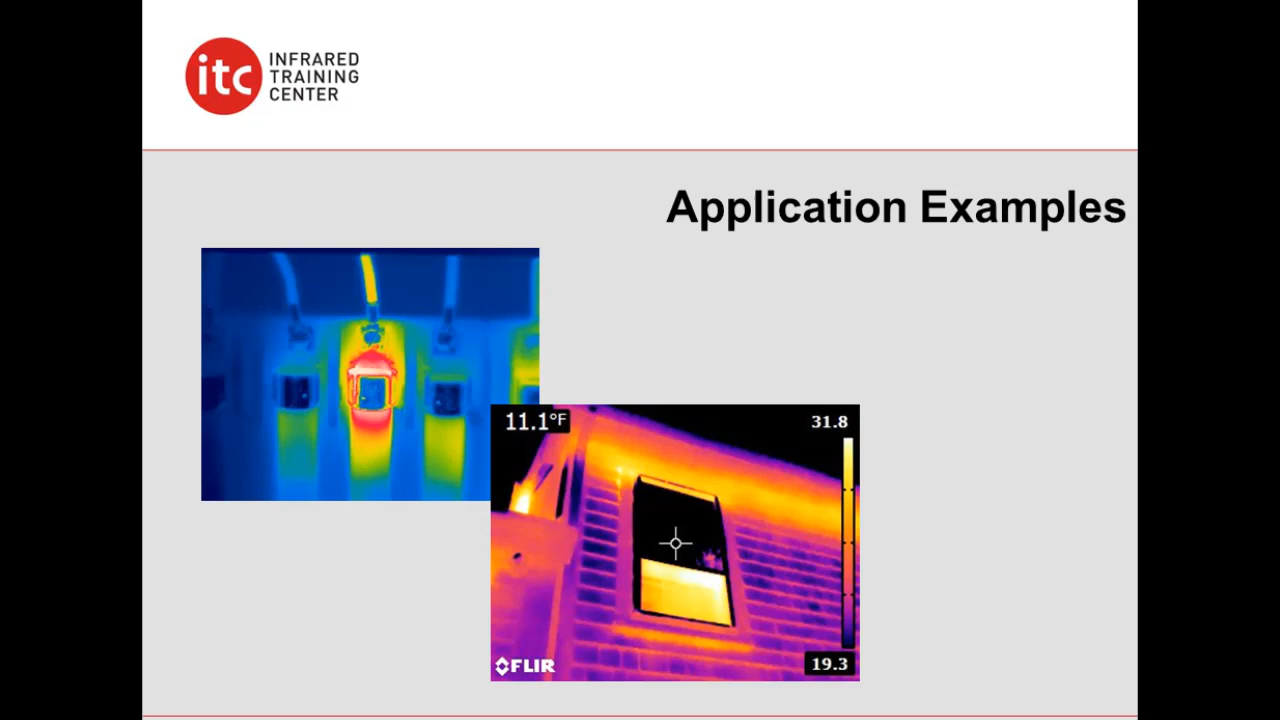 itc
INFRARED
TRAINING
CENTER
Application Examples
11.1°F
31.8
FLIR
19.3